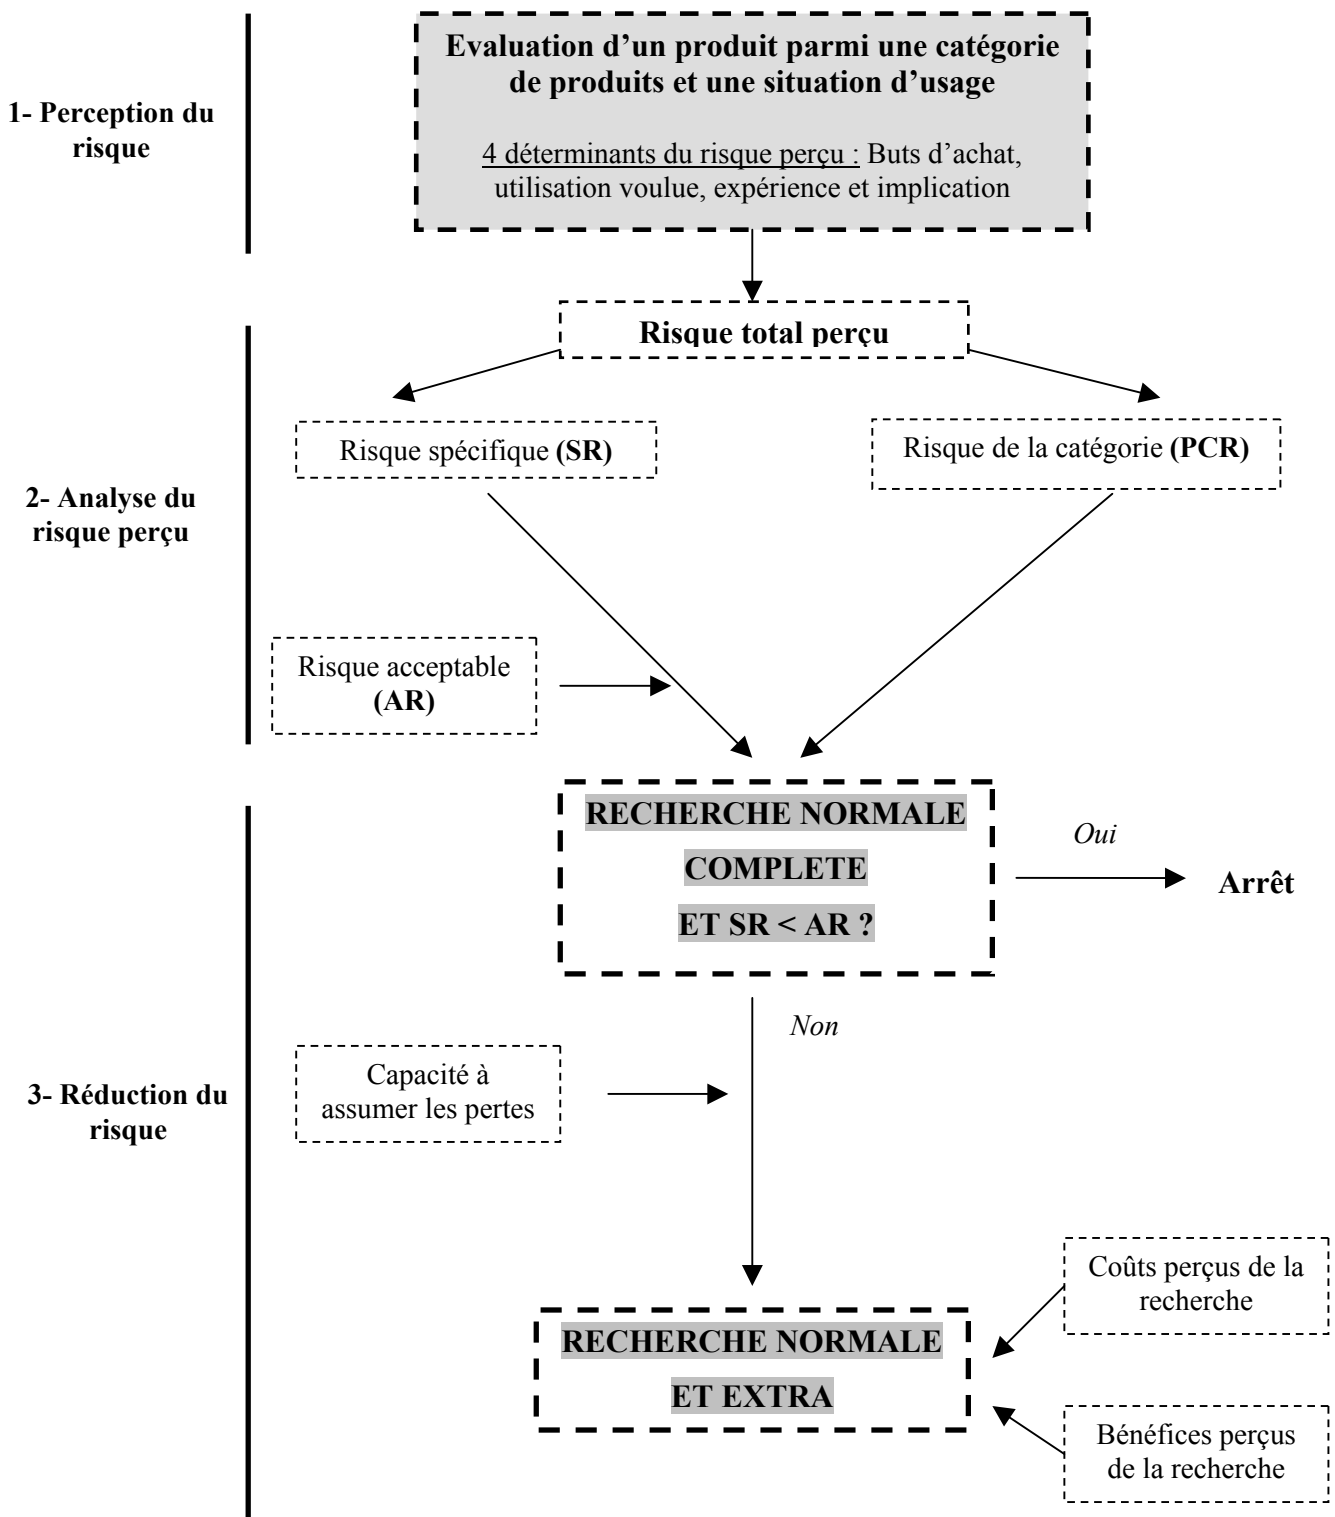 Evaluation d’un produit parmi une catégorie
de produits et une situation d’usage
1- Perception du
risque
4 déterminants du risque perçu : Buts d’achat,
utilisation voulue, expérience et implication
Risque total perçu
Risque spécifique (SR)
Risque de la catégorie (PCR)
2- Analyse du
risque perçu
Risque acceptable
(AR)
RECHERCHE NORMALE
COMPLETE
ET SR < AR ?
Oui
Arrêt
Non
Capacité à
assumer les pertes
3- Réduction du
risque
Coûts perçus de la
recherche
RECHERCHE NORMALE
ET EXTRA
Bénéfices perçus
de la recherche